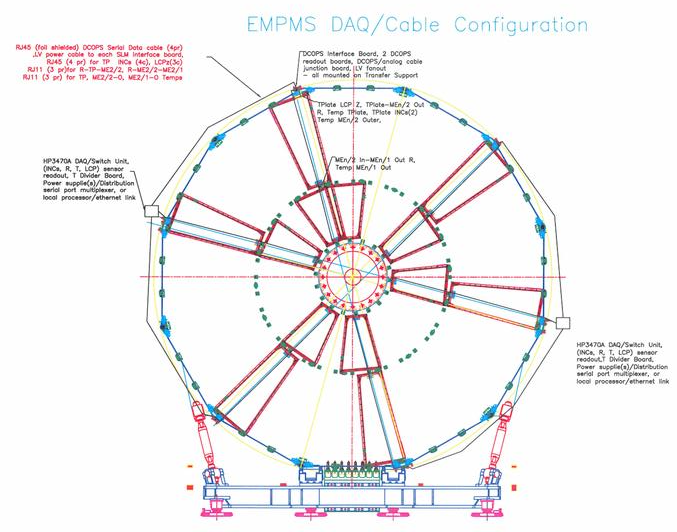 EMPMS DAQ/Cable Configuration
RJ45 (foil shielded) DCOPS Serial Data cable (4pr)
,LV power cable to each SLM Interface board,
RJ45 (4 pr) for TP INCs (4c), LCPz(3c)
RJ11 (3 pr)for R-TP-ME2/2, R-ME2/2-ME2/1
RJ11 (3 pr) for TP, ME2/2-O, ME2/1-O Temps
DCOPS Interface Board, 2 DCOPS
readout boards, DCOPS/analog cable
junction board, LV fanout
- all mounted on Transfer Support
TPlate LCP Z, TPlate-MEn/2 Out
R, Temp TPlate, TPlate INCs(2)
Temp MEn/2 Outer,
MEn/2 In-MEn/1 Out R,
Temp MEn/1 Out
HP3470A DAQ/Switch Unit,
(INCs, R, T, LCP) sensor
readout, T Divider Board,
Power supplie(s)/Distribution
serial port multiplexer, or
local processor/ethernet link
HP3470A DAQ/Switch Unit,
(INCs, R, T, LCP) sensor
readout,T Divider Board,
Power supplie(s)/Distribution
serial port multiplexer, or
local processor/ethernet link